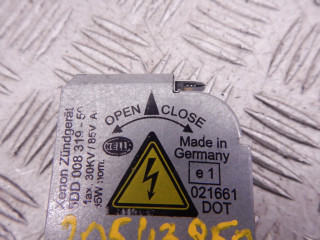 Xenon Zündgerät
5DD 008 319-50
max. 30KV / 85V A
35W nom.
OPEN CLOSE
HELLA
Made in
Germany
e 1
021661
DOT